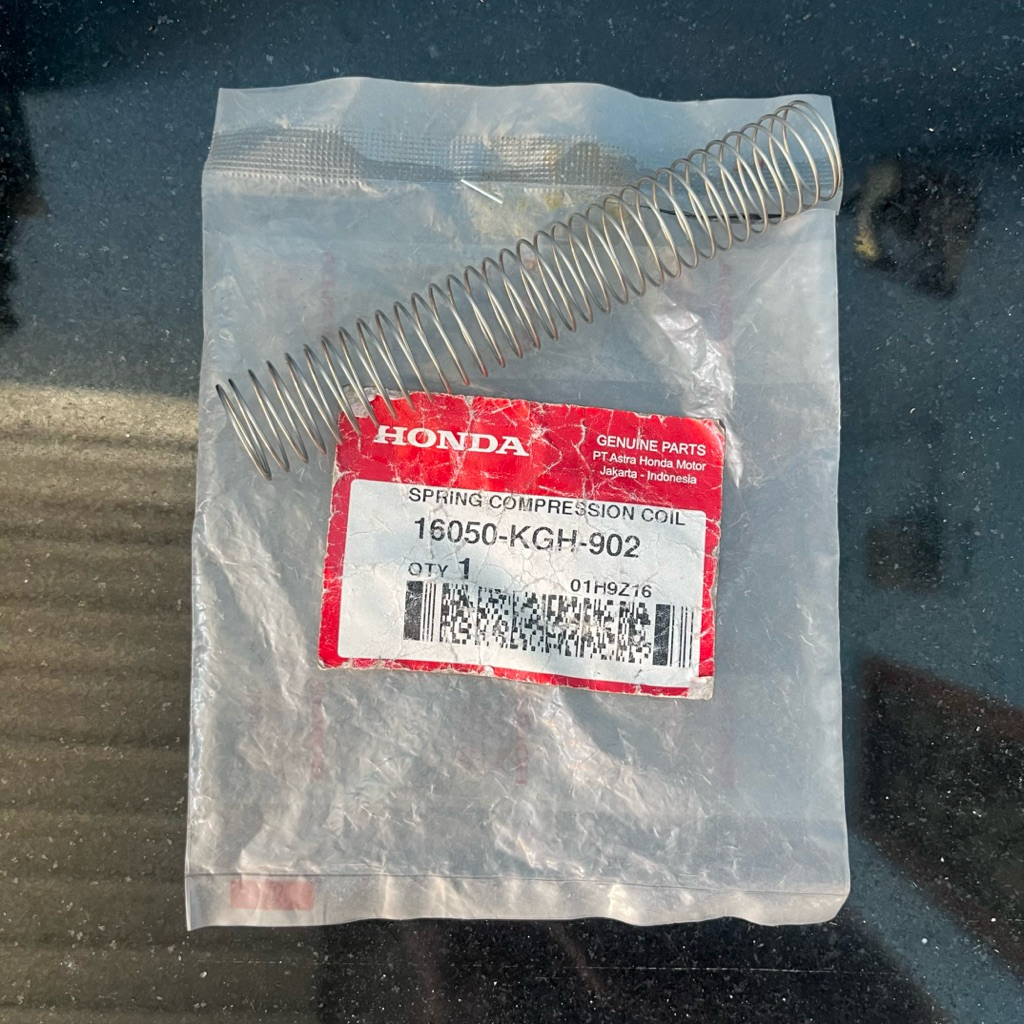 HONDA
GENUINE PARTS
PT Astra Honda Motor
Jakarta - Indonesia
SPRING COMPRESSION COIL
16050-KGH-902
QTY 1
01H9Z16